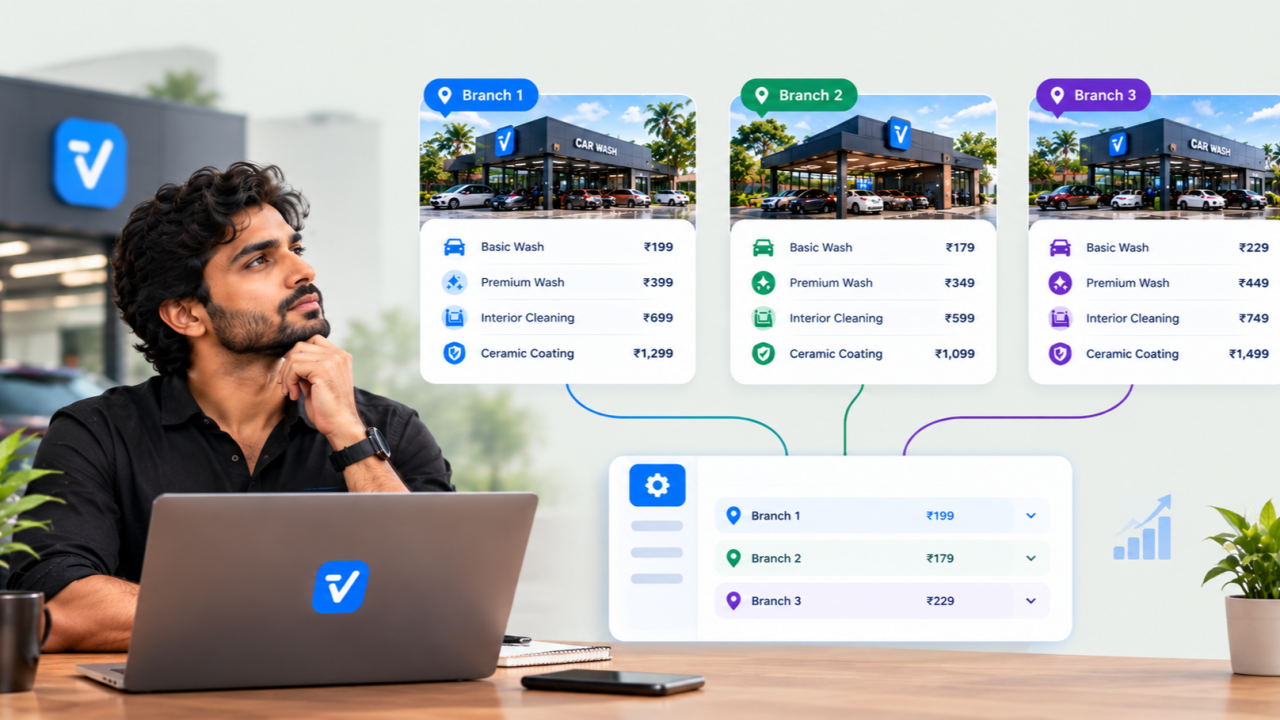 Branch 1
CAR WASH
Basic Wash ₹199
Premium Wash ₹399
Interior Cleaning ₹699
Ceramic Coating ₹1,299
Branch 2
Basic Wash ₹179
Premium Wash ₹349
Interior Cleaning ₹599
Ceramic Coating ₹1,099
Branch 3
CAR WASH
Basic Wash ₹229
Premium Wash ₹449
Interior Cleaning ₹749
Ceramic Coating ₹1,499
Branch 1 ₹199
Branch 2 ₹179
Branch 3 ₹229